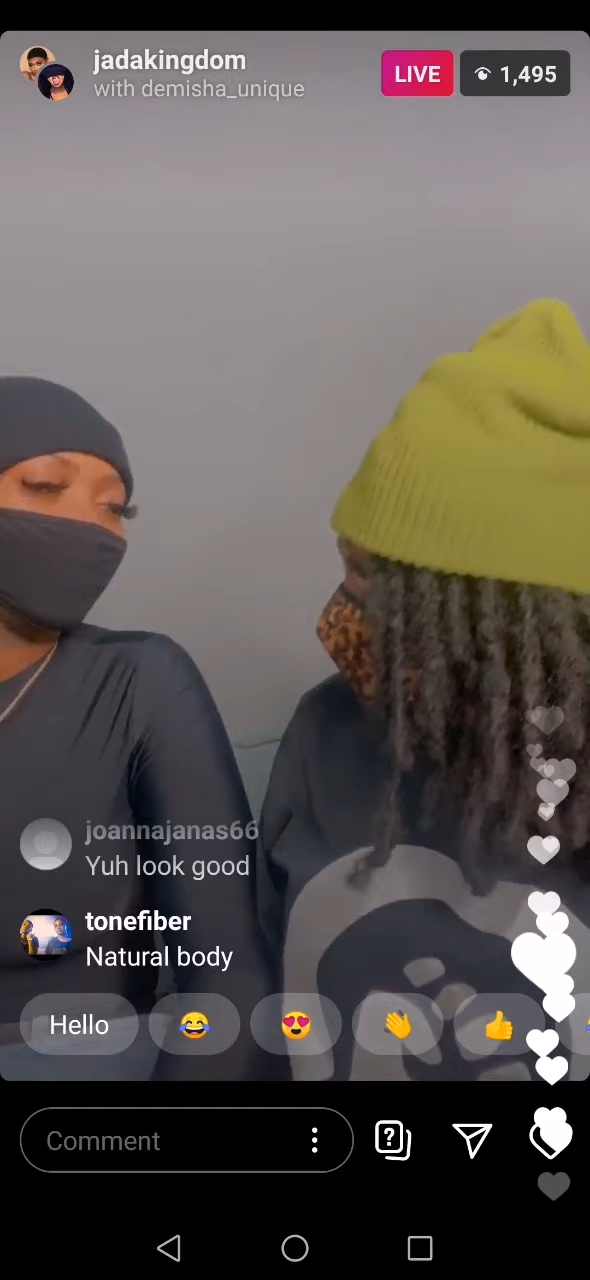 jadakingdom
with demisha_unique
LIVE
1,495
joannajanas66
Yuh look good
tonefiber
Natural body
Hello
Comment